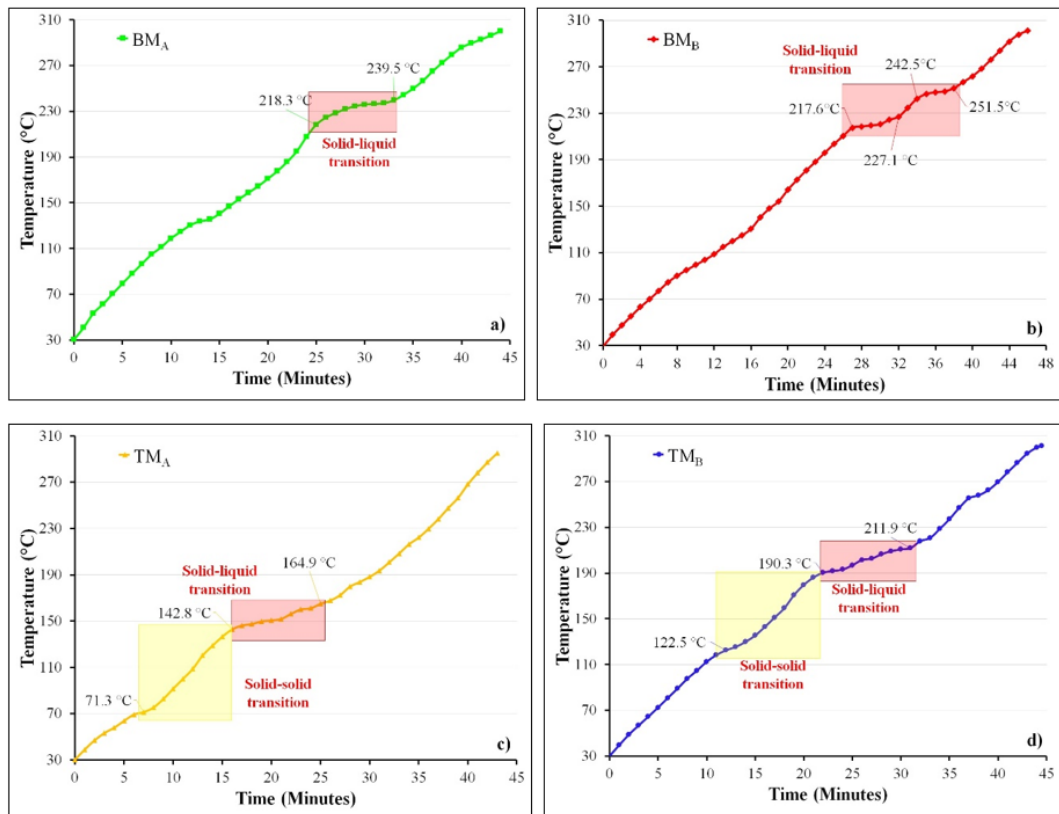 BM_A
310
270
230
190
150
110
70
30
Temperature (°C)
218.3 °C
239.5 °C
Solid-liquid
transition
a)
0 5 10 15 20 25 30 35 40 45
Time (Minutes)
BM_B
310
270
230
190
150
110
70
30
Temperature (°C)
Solid-liquid
transition
217.6 °C
242.5 °C
251.5 °C
227.1 °C
b)
0 4 8 12 16 20 24 28 32 36 40 44 48
Time (Minutes)
TM_A
310
270
230
190
150
110
70
30
Temperature (°C)
Solid-liquid
transition
164.9 °C
142.8 °C
71.3 °C
Solid-solid
transition
c)
0 5 10 15 20 25 30 35 40 45
Time (Minutes)
TM_B
310
270
230
190
150
110
70
30
Temperature (°C)
211.9 °C
190.3 °C
Solid-liquid
transition
122.5 °C
Solid-solid
transition
d)
0 5 10 15 20 25 30 35 40 45
Time (Minutes)